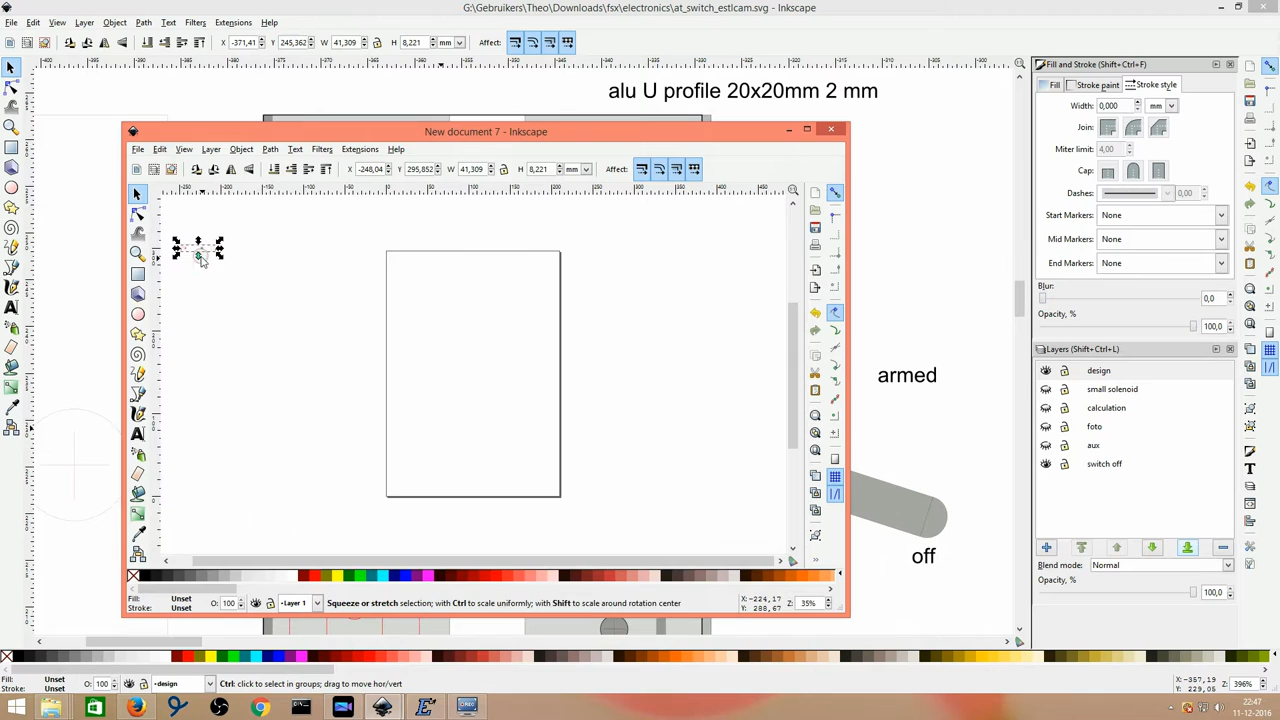 G:\Gebruikers\Theo\Downloads\fsx\electronics\at_switch_estlcam.svg - Inkscape
File Edit View Layer Object Path Text Filters Extensions Help
X -371,41 Y 245,362 W 41,309 H 8,221 mm Affect:
alu U profile 20x20mm 2 mm
Fill and Stroke (Shift+Ctrl+F)
Fill Stroke paint Stroke style
Width: 0,000 mm
Join:
Miter limit: 4,00
Cap:
Dashes: 0,00
Start Markers: None
Mid Markers: None
End Markers: None
Blur:
0,0
Opacity, %
100,0
Layers (Shift+L)
design
small solenoid
calculation
foto
aux
switch off
Blend mode: Normal
Opacity, %
100,0
New document 7 - Inkscape
File Edit View Layer Object Path Text Filters Extensions Help
X -248,04 Y 295,852 W 41,309 H 8,221 mm Affect:
armed
off
Fill: Unset
Stroke: Unset
O: 100
Layer 1
Squeeze or stretch selection; with Ctrl to scale uniformly; with Shift to scale around rotation center
X: -224,17
Y: 288,67
Z: 35%
Fill: Unset
Stroke: Unset
O: 100
design
Ctrl: click to select in groups; drag to move hor/vert
X: -357,19
Y: 229,05
Z: 396%
22:47
11-12-2016